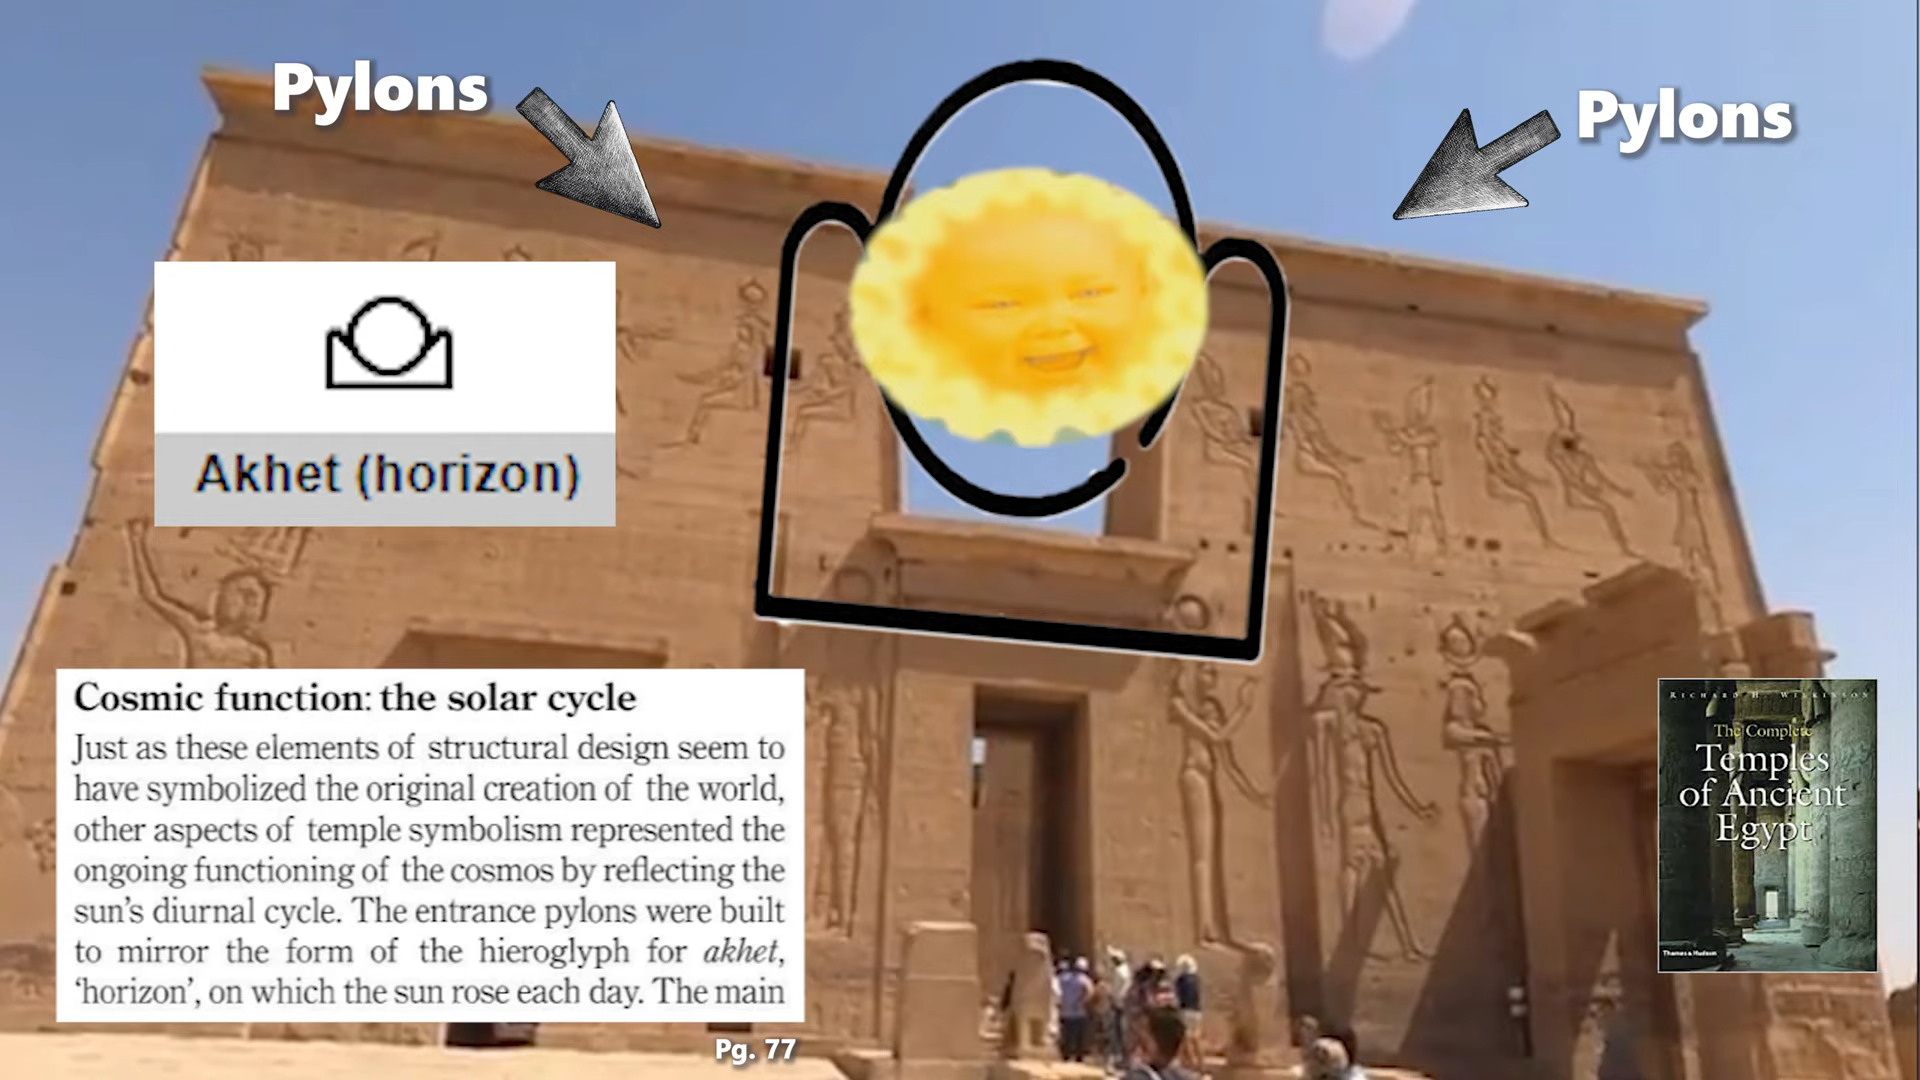 Pylons
Pylons
Akhet (horizon)
Cosmic function: the solar cycle
Just as these elements of structural design seem to
have symbolized the original creation of the world,
other aspects of temple symbolism represented the
ongoing functioning of the cosmos by reflecting the
sun's diurnal cycle. The entrance pylons were built
to mirror the form of the hieroglyph for akhet,
'horizon', on which the sun rose each day. The main
Pg. 77
RICHARD H. WILKINSON
The Complete
Temples
of Ancient
Egypt
Thames & Hudson